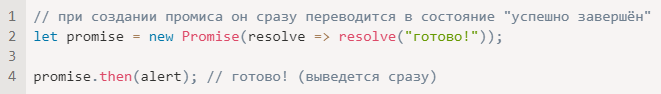 1 // при создании промиса он сразу переводится в состояние "успешно завершён"
2 let promise = new Promise(resolve => resolve("готово!"));
3
4 promise.then(alert); // готово! (выведется сразу)